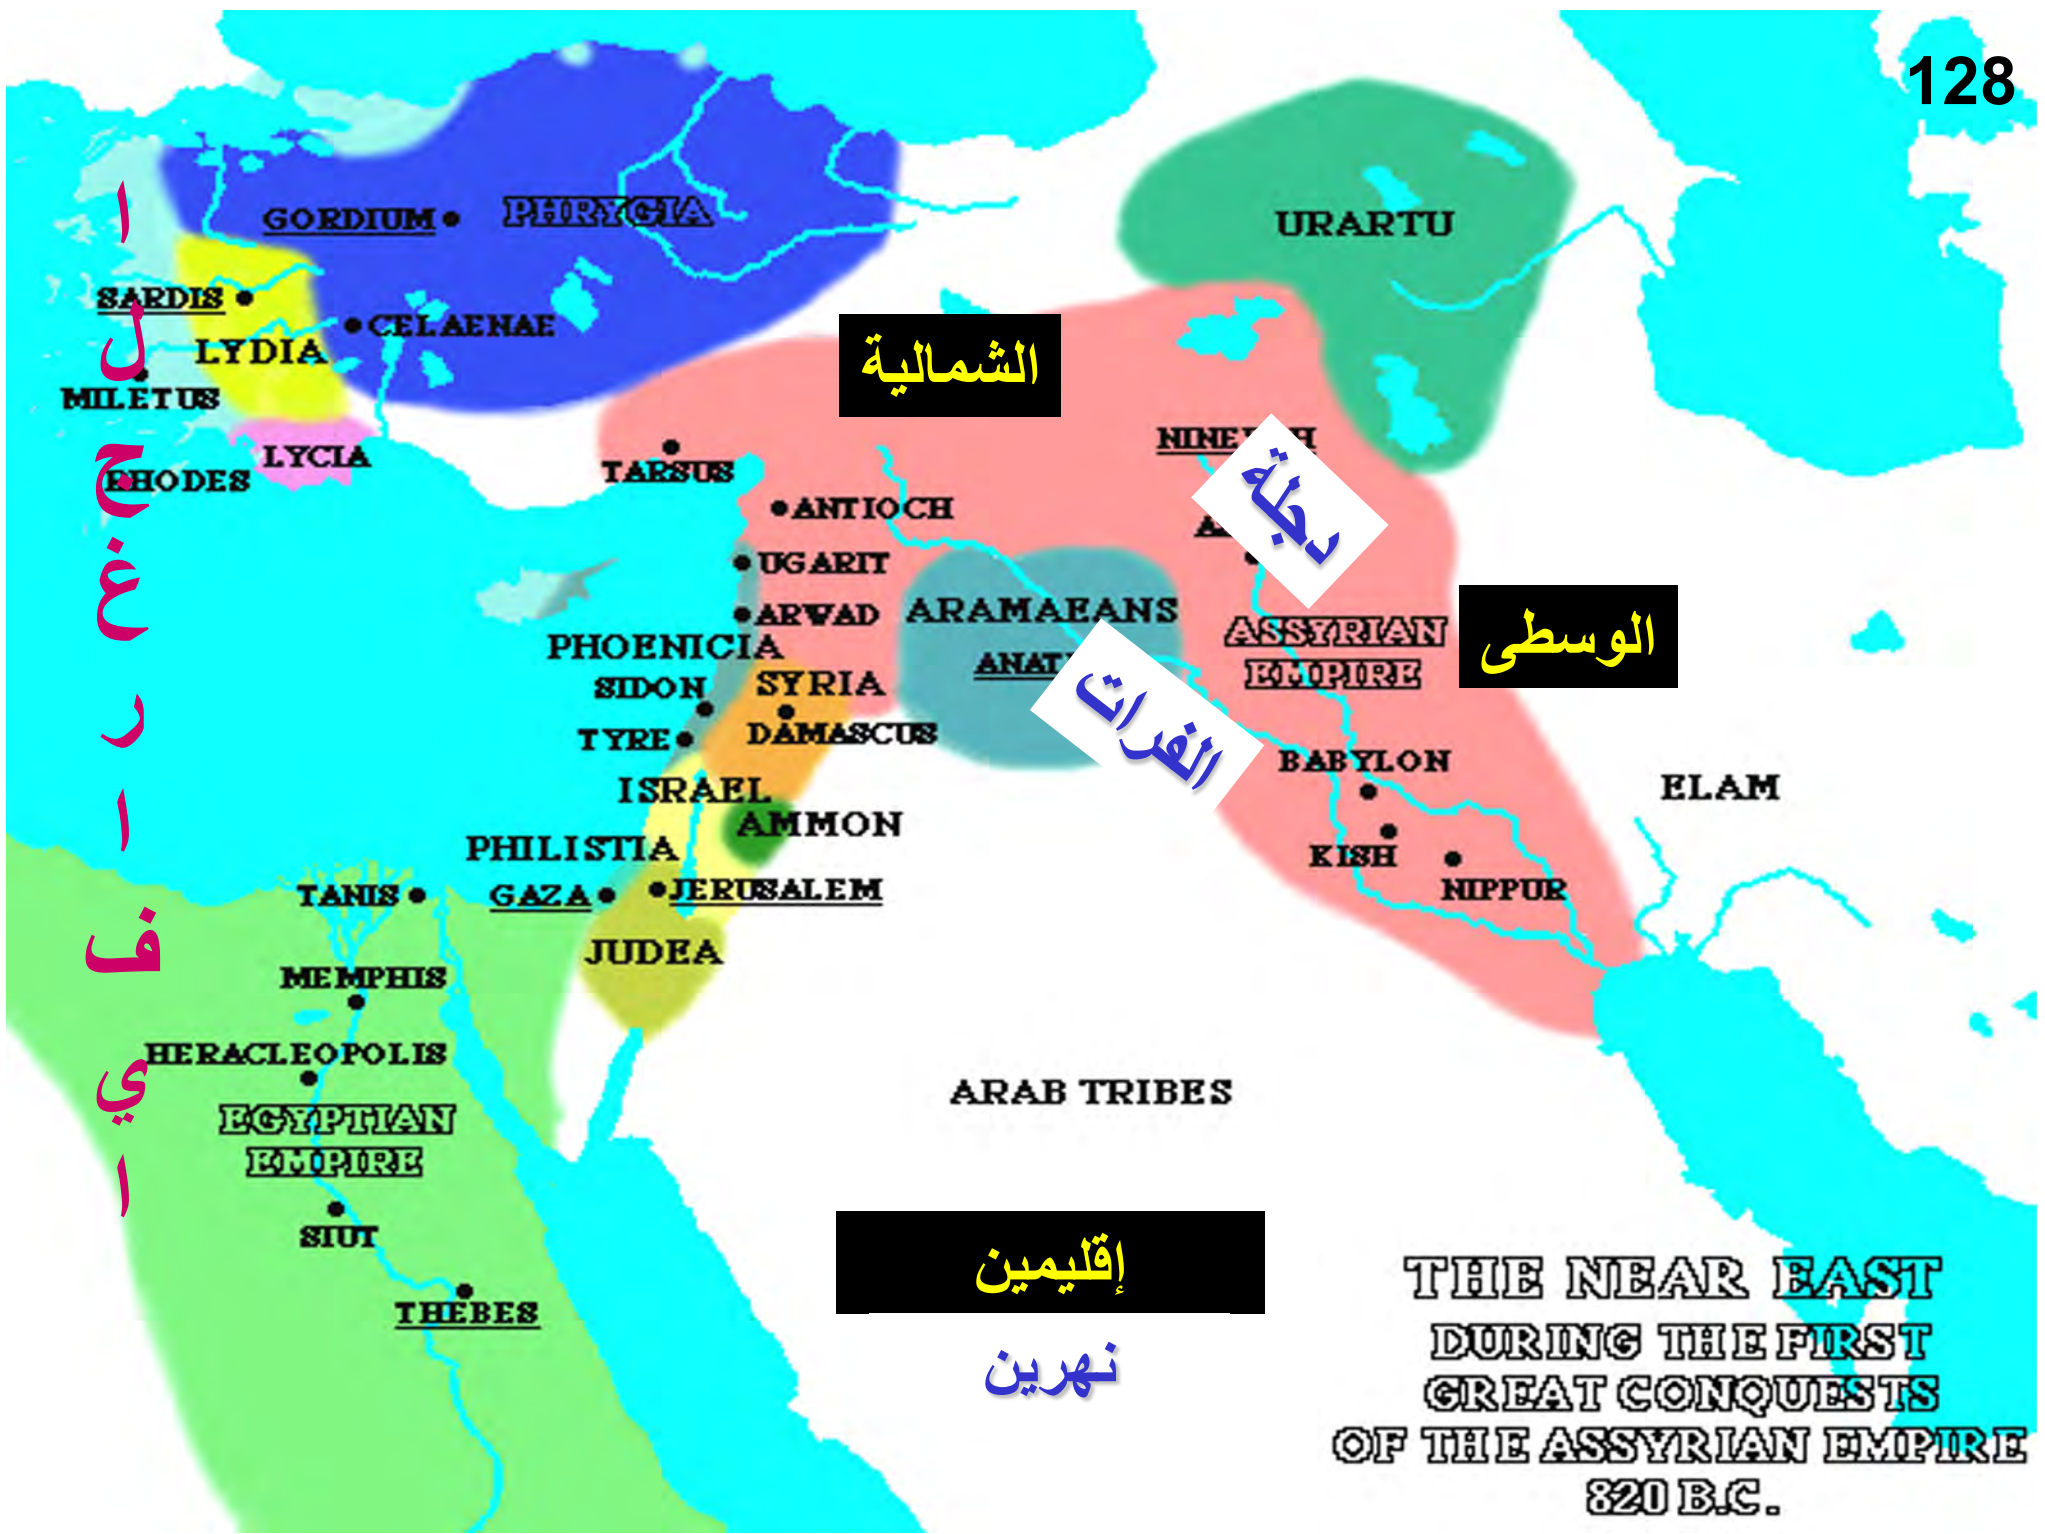 128
ا
ل
ج
غ
ر
ا
ف
ي
ا
GORDIUM
PHRYGIA
URARTU
SARDIS
CELAENAE
LYDIA
الشمالية
MILETUS
LYCIA
RHODES
TARSUS
دجلة
ANTIOCH
UGARIT
ARWAD
ARAMAEANS
الوسطى
ASSYRIAN
EMPIRE
PHOENICIA
SIDON
SYRIA
الفرات
TYRE
DAMASCUS
BABYLON
ISRAEL
ELAM
AMMON
PHILISTIA
KISH
NIPPUR
TANIS
GAZA
JERUSALEM
JUDEA
MEMPHIS
HERACLEOPOLIS
ARAB TRIBES
EGYPTIAN
EMPIRE
SIUT
THEBES
إقليمين
نهرين
THE NEAR EAST
DURING THE FIRST
GREAT CONQUESTS
OF THE ASSYRIAN EMPIRE
820 B.C.